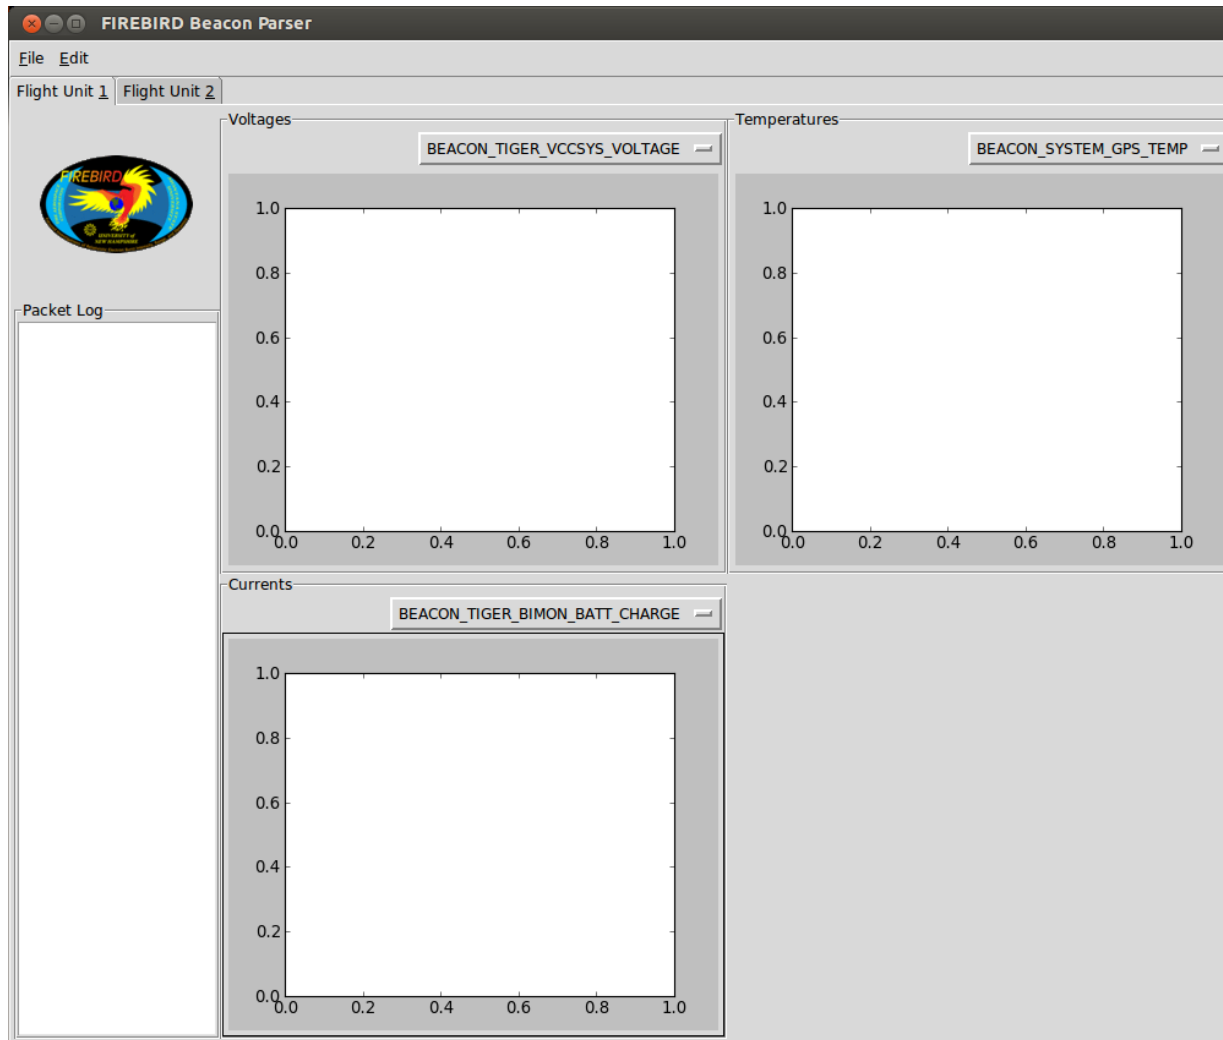 FIREBIRD Beacon Parser
File Edit
Flight Unit 1 Flight Unit 2
FIREBIRD
UNIVERSITY of
NEW HAMPSHIRE
Packet Log
Voltages
BEACON_TIGER_VCCSYS_VOLTAGE
1.0
0.8
0.6
0.4
0.2
0.0
0.0 0.2 0.4 0.6 0.8 1.0
Temperatures
BEACON_SYSTEM_GPS_TEMP
1.0
0.8
0.6
0.4
0.2
0.0
0.0 0.2 0.4 0.6 0.8 1.0
Currents
BEACON_TIGER_BIMON_BATT_CHARGE
1.0
0.8
0.6
0.4
0.2
0.0
0.0 0.2 0.4 0.6 0.8 1.0